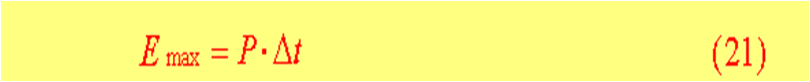 E max = P·Δt (21)